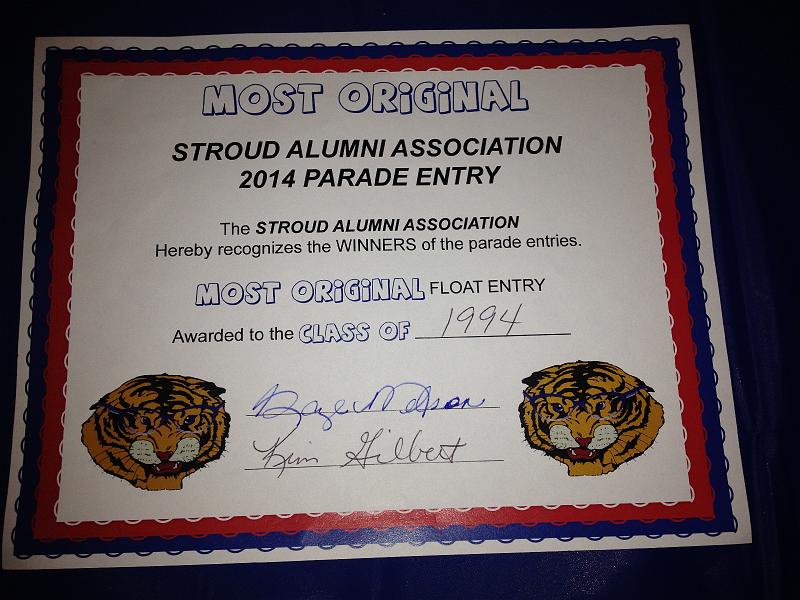 MOST ORiGiNAL
STROUD ALUMNI ASSOCIATION
2014 PARADE ENTRY
The STROUD ALUMNI ASSOCIATION
Hereby recognizes the WINNERS of the parade entries.
MOST ORiGiNAL FLOAT ENTRY
Awarded to the CLASS OF 1994
Kim Gilbert